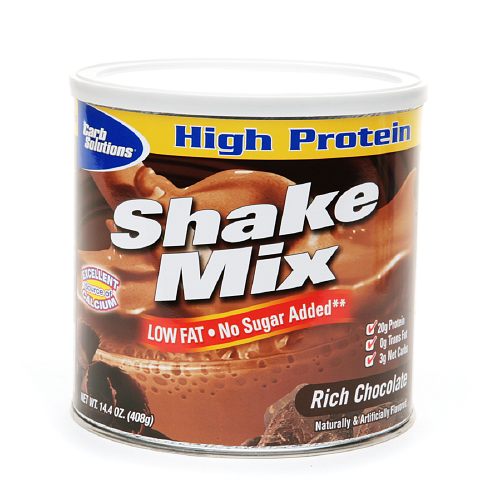 Carb
Solutions®
High Protein
Shake
Mix
EXCELLENT
Source of
CALCIUM
LOW FAT • No Sugar Added**
20g Protein
0g Trans Fat
3g Net Carbs
Rich Chocolate
Naturally & Artificially Flavored
NET WT. 14.4 OZ. (408g)